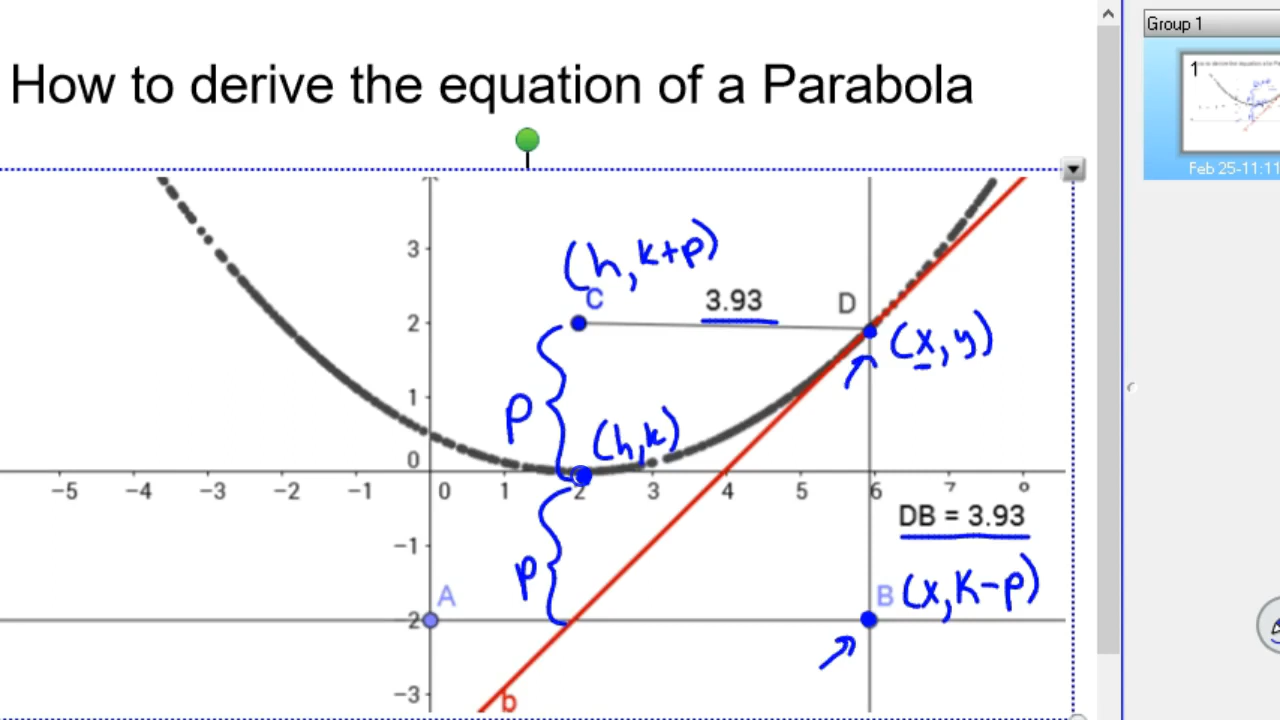 Group 1
1
How to derive the equation of a Parabola
Feb 25-11:11
3
(h, k+p)
C
3.93
D
2
(x, y)
1
p
(h,k)
0
-5 -4 -3 -2 -1 0 1 2 3 4 5 6 7 8
DB = 3.93
-1
p
A
B (x, k-p)
-2
-3
b